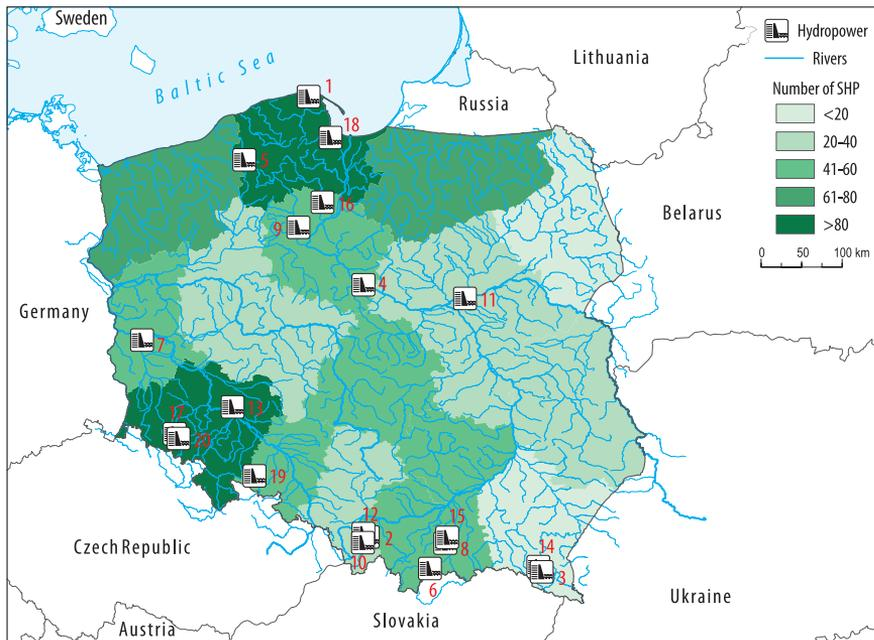 Sweden
Baltic Sea
Lithuania
Russia
Belarus
Germany
Czech Republic
Austria
Slovakia
Ukraine
Hydropower
Rivers
Number of SHP
<20
20-40
41-60
61-80
>80
0 50 100 km
1
18
5
16
9
4
11
7
13
17
20
19
12
2
10
15
8
6
14
3